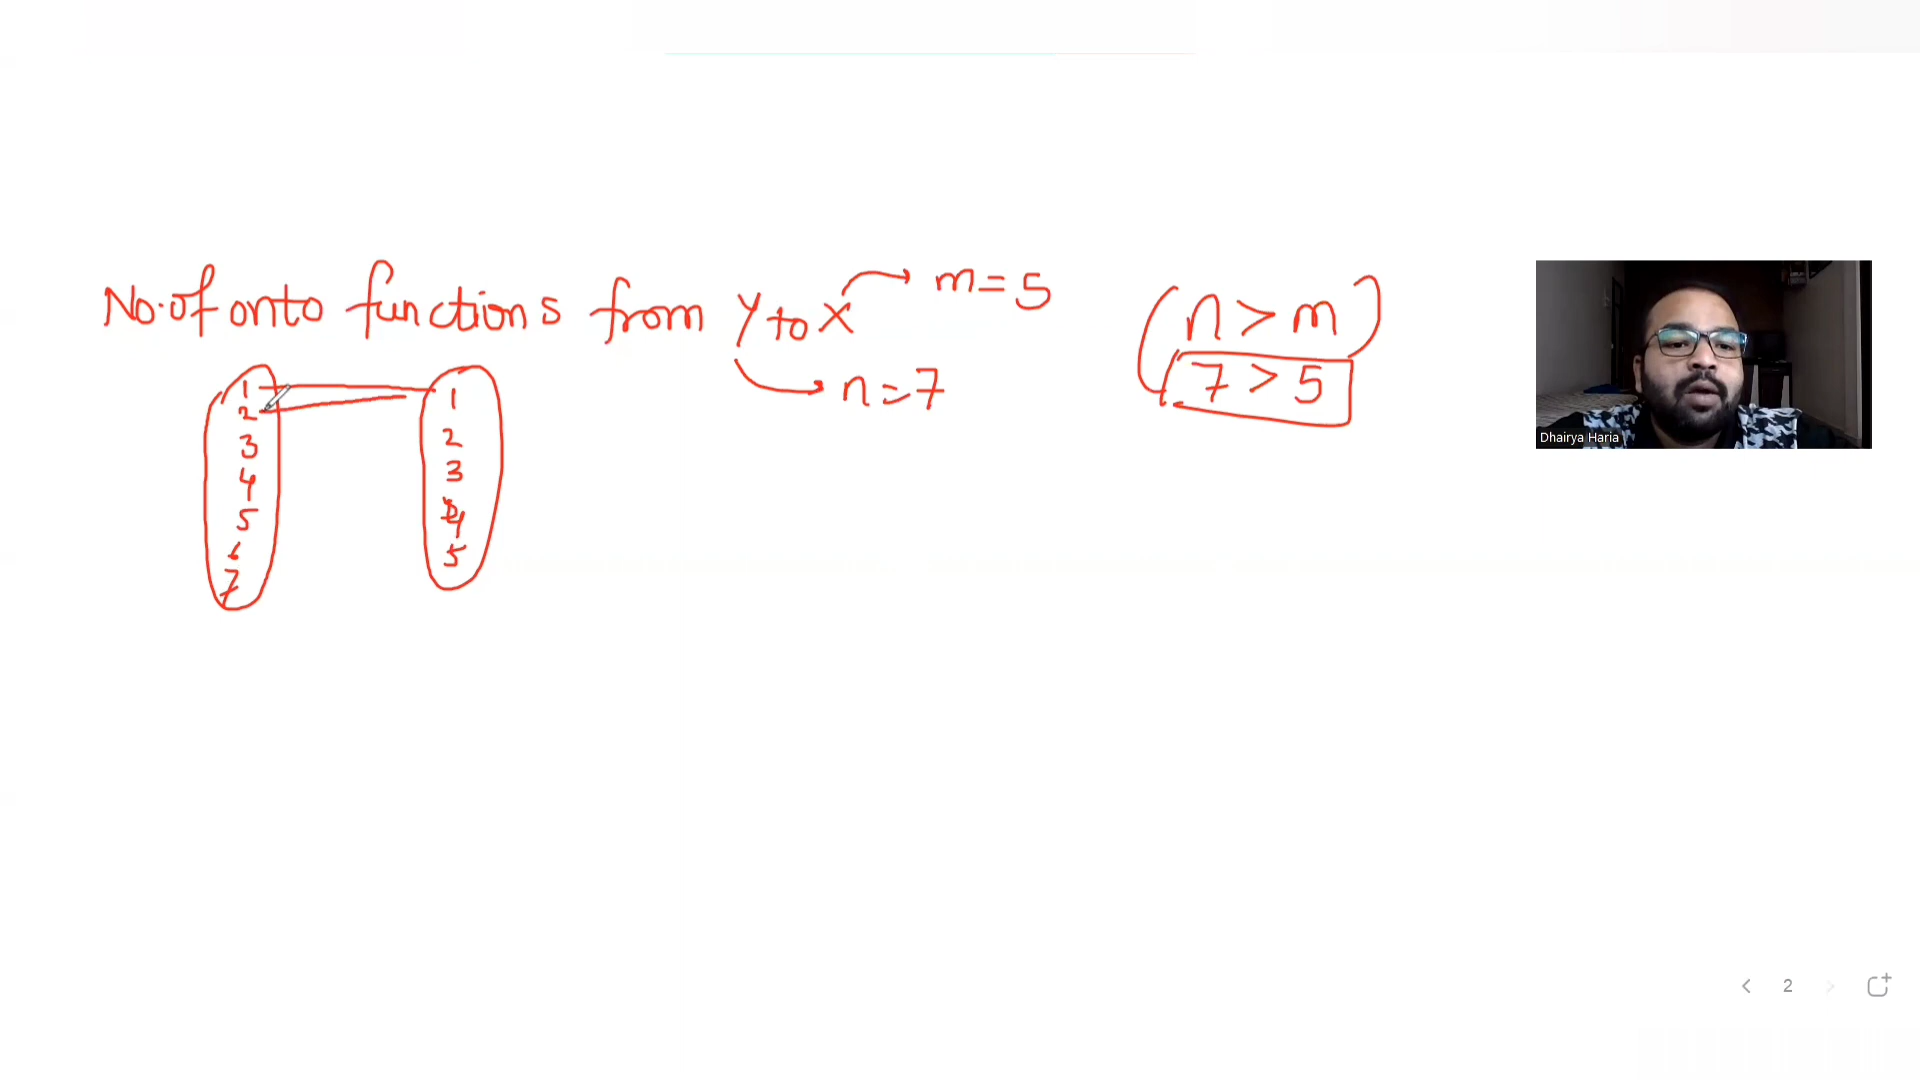 No. of onto functions from y to x → m = 5
→ n = 7
(n > m)
7 > 5
1
2
3
4
5
6
7
1
2
3
4
5
Dhairya Haria
2